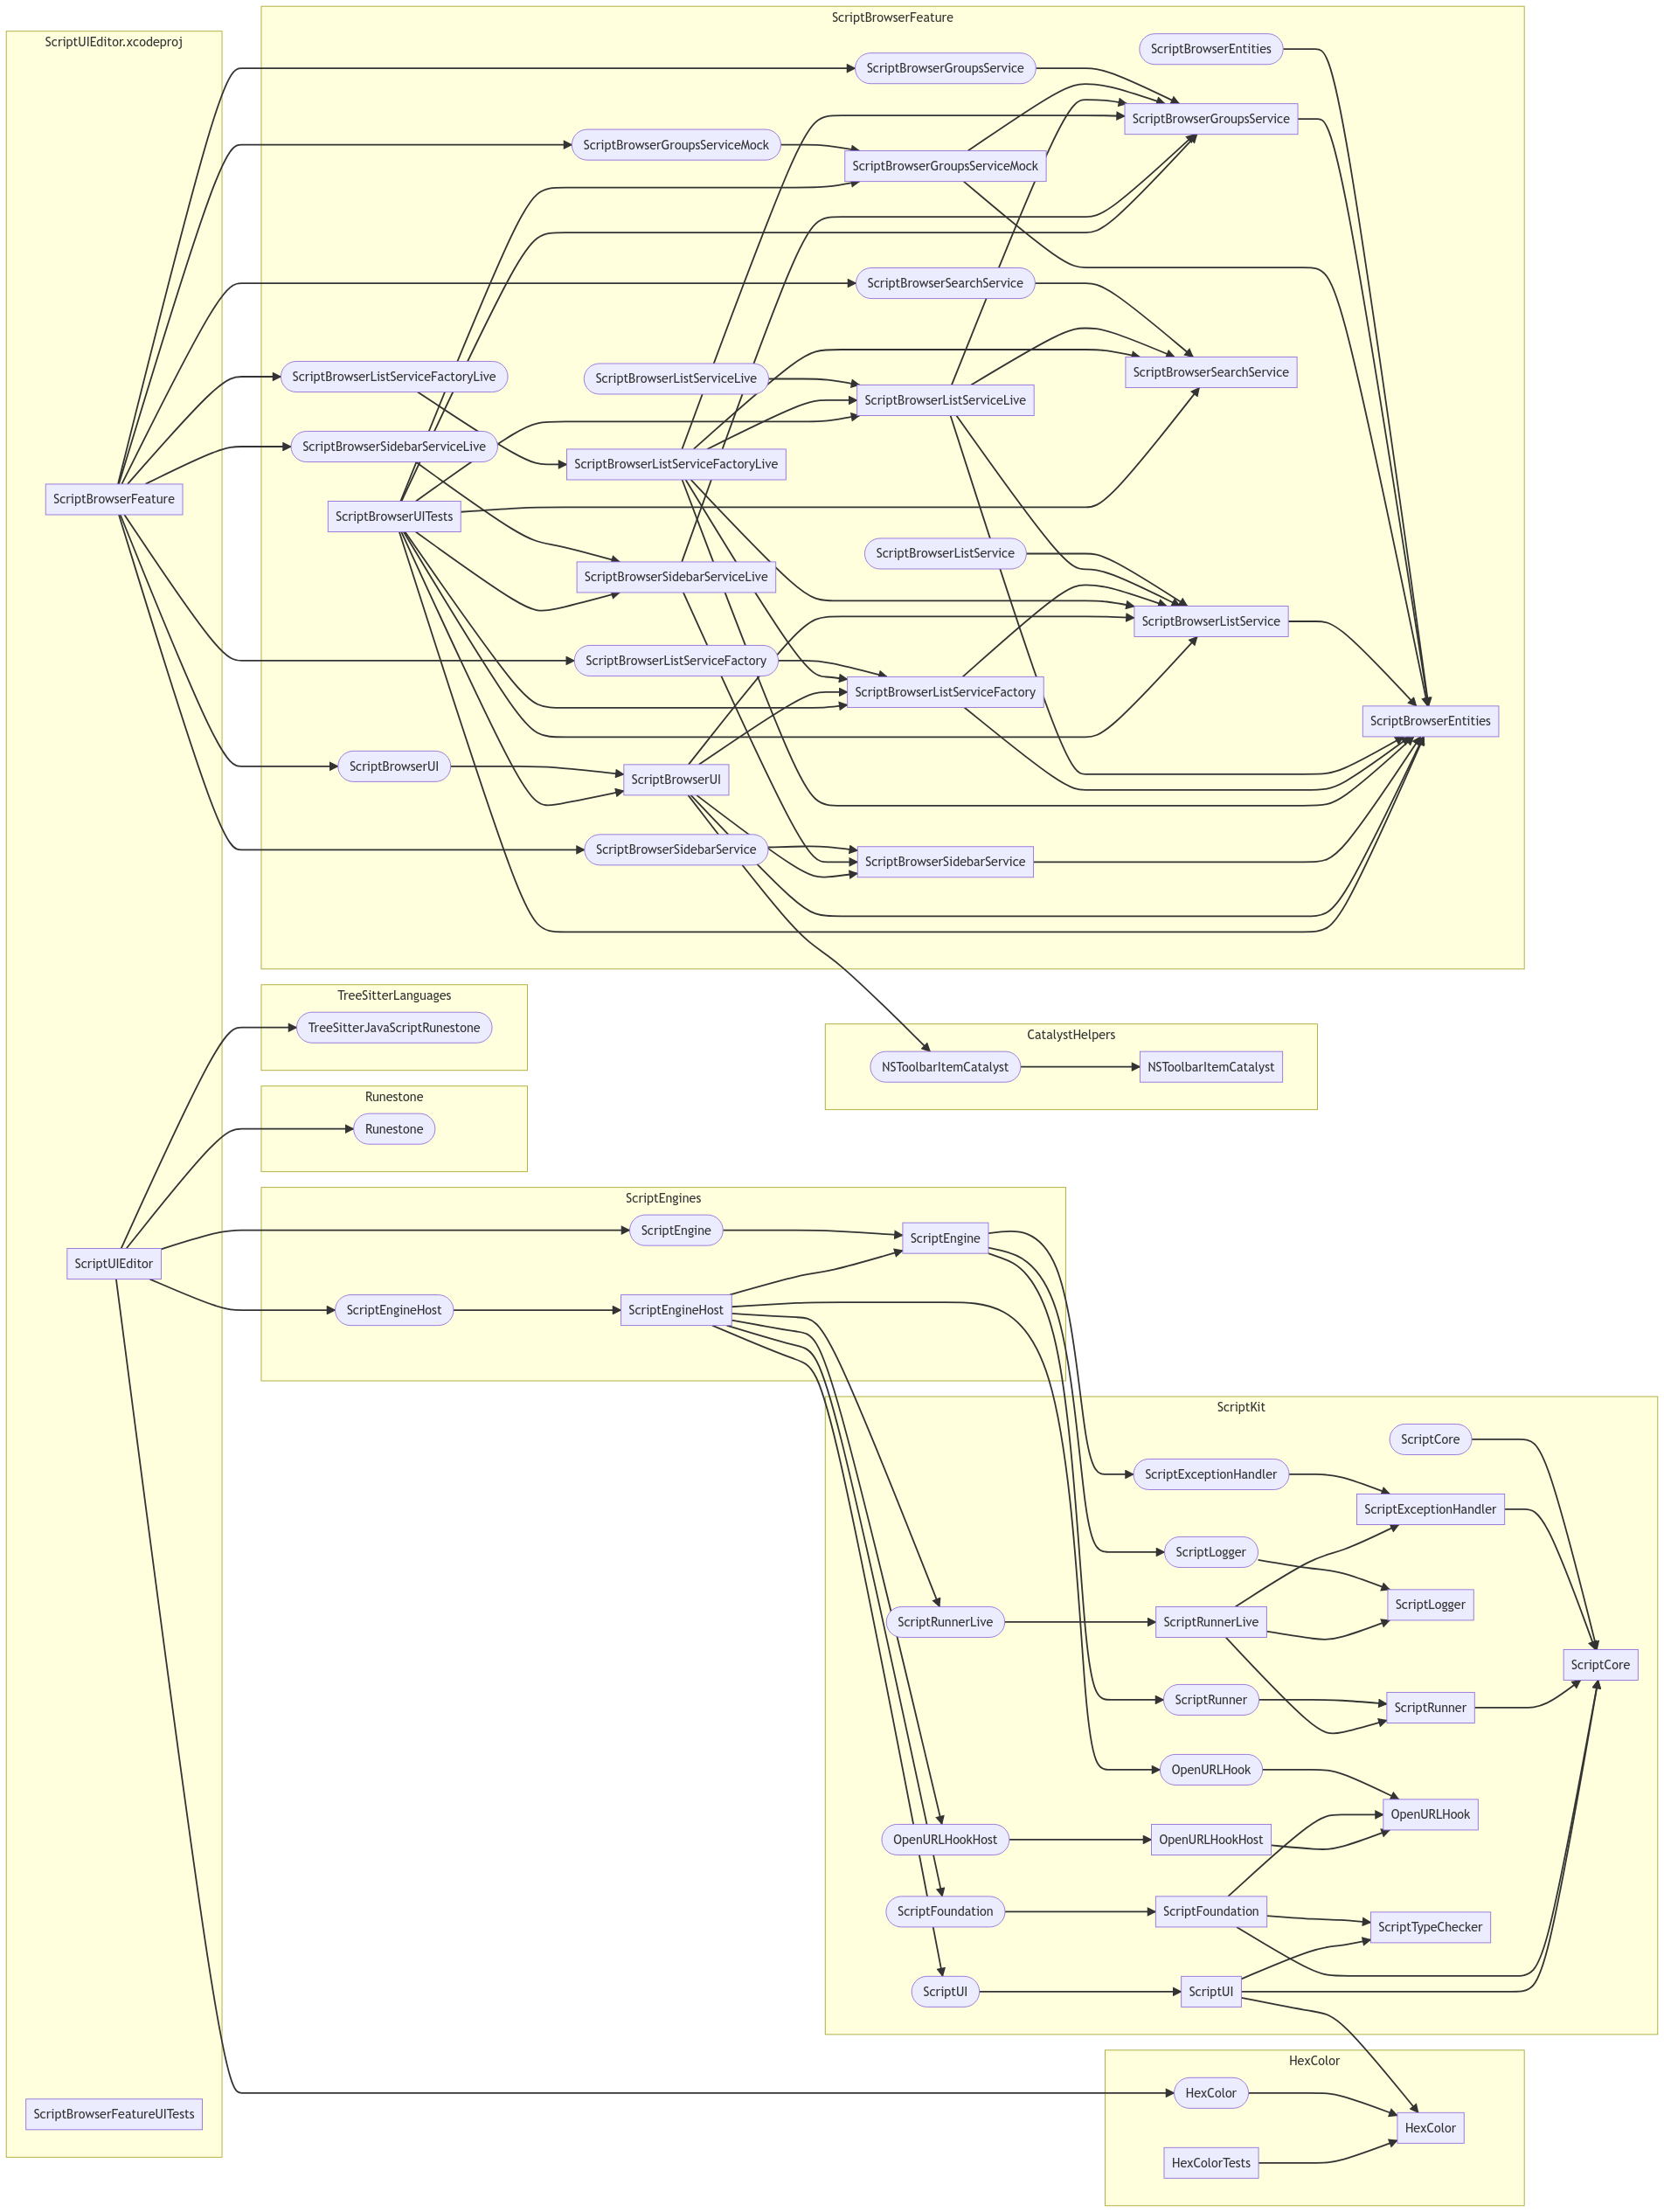 ScriptBrowserFeature
ScriptUIEditor.xcodeproj
ScriptBrowserEntities
ScriptBrowserGroupsService
ScriptBrowserGroupsService
ScriptBrowserGroupsServiceMock
ScriptBrowserGroupsServiceMock
ScriptBrowserSearchService
ScriptBrowserSearchService
ScriptBrowserListServiceFactoryLive
ScriptBrowserListServiceLive
ScriptBrowserListServiceLive
ScriptBrowserSidebarServiceLive
ScriptBrowserListServiceFactoryLive
ScriptBrowserFeature
ScriptBrowserUITests
ScriptBrowserListService
ScriptBrowserSidebarServiceLive
ScriptBrowserListService
ScriptBrowserListServiceFactory
ScriptBrowserListServiceFactory
ScriptBrowserEntities
ScriptBrowserUI
ScriptBrowserUI
ScriptBrowserSidebarService
ScriptBrowserSidebarService
TreeSitterLanguages
TreeSitterJavaScriptRunestone
CatalystHelpers
NSToolbarItemCatalyst
NSToolbarItemCatalyst
Runestone
Runestone
ScriptEngines
ScriptEngine
ScriptEngine
ScriptUIEditor
ScriptEngineHost
ScriptEngineHost
ScriptKit
ScriptCore
ScriptExceptionHandler
ScriptExceptionHandler
ScriptLogger
ScriptLogger
ScriptRunnerLive
ScriptRunnerLive
ScriptCore
ScriptRunner
ScriptRunner
OpenURLHook
OpenURLHook
OpenURLHookHost
OpenURLHookHost
ScriptFoundation
ScriptFoundation
ScriptTypeChecker
ScriptUI
ScriptUI
HexColor
HexColor
ScriptBrowserFeatureUITests
HexColor
HexColorTests